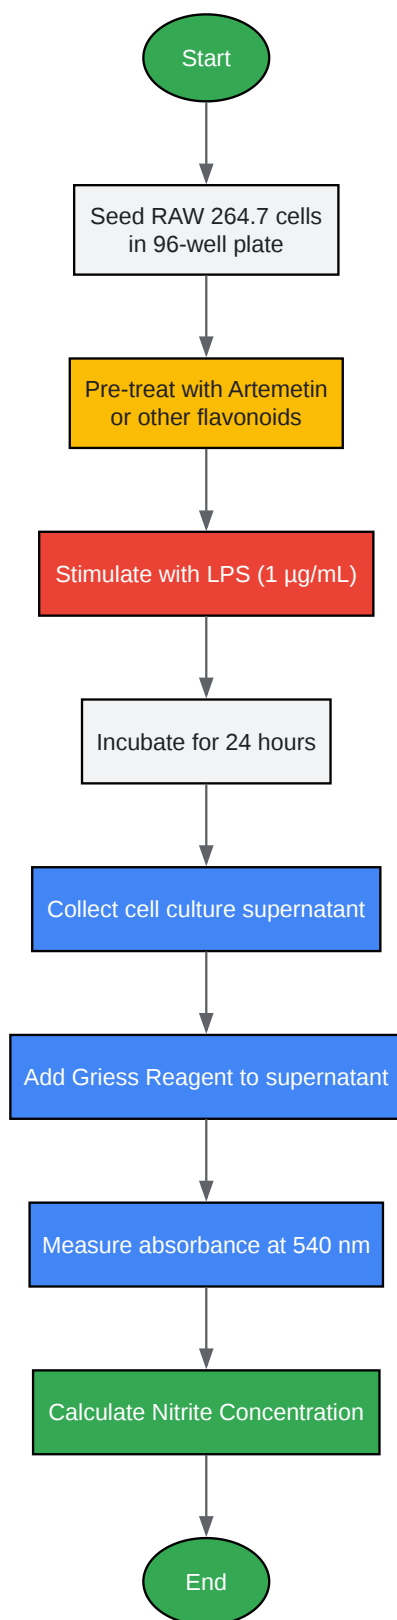 Start
Seed RAW 264.7 cells
in 96-well plate
Pre-treat with Artemetin
or other flavonoids
Stimulate with LPS (1 µg/mL)
Incubate for 24 hours
Collect cell culture supernatant
Add Griess Reagent to supernatant
Measure absorbance at 540 nm
Calculate Nitrite Concentration
End